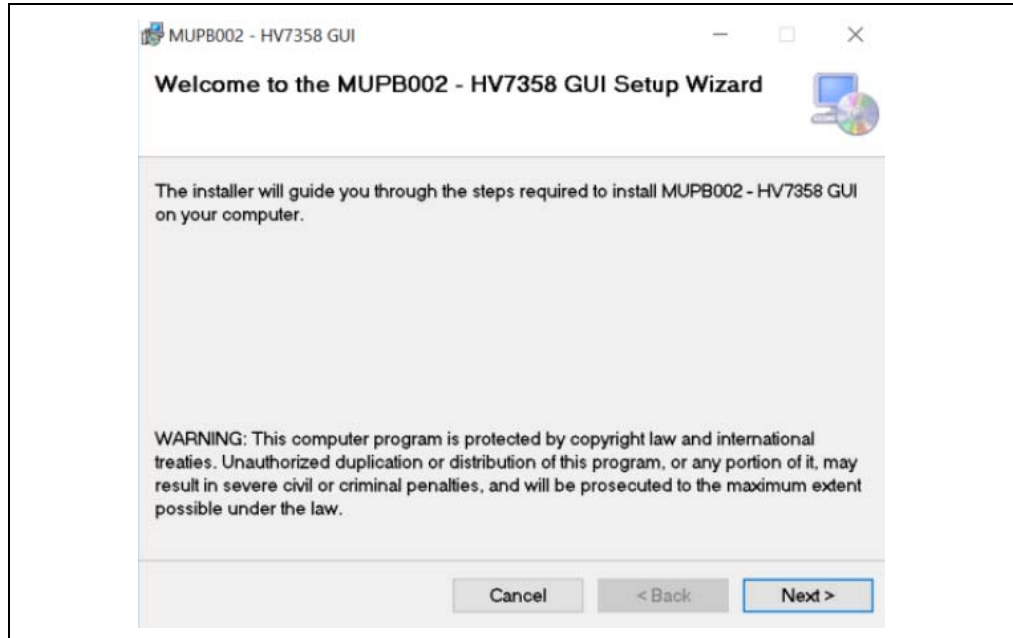 MUPB002 - HV7358 GUI
Welcome to the MUPB002 - HV7358 GUI Setup Wizard
The installer will guide you through the steps required to install MUPB002 - HV7358 GUI
on your computer.
WARNING: This computer program is protected by copyright law and international
treaties. Unauthorized duplication or distribution of this program, or any portion of it, may
result in severe civil or criminal penalties, and will be prosecuted to the maximum extent
possible under the law.
Cancel < Back Next >